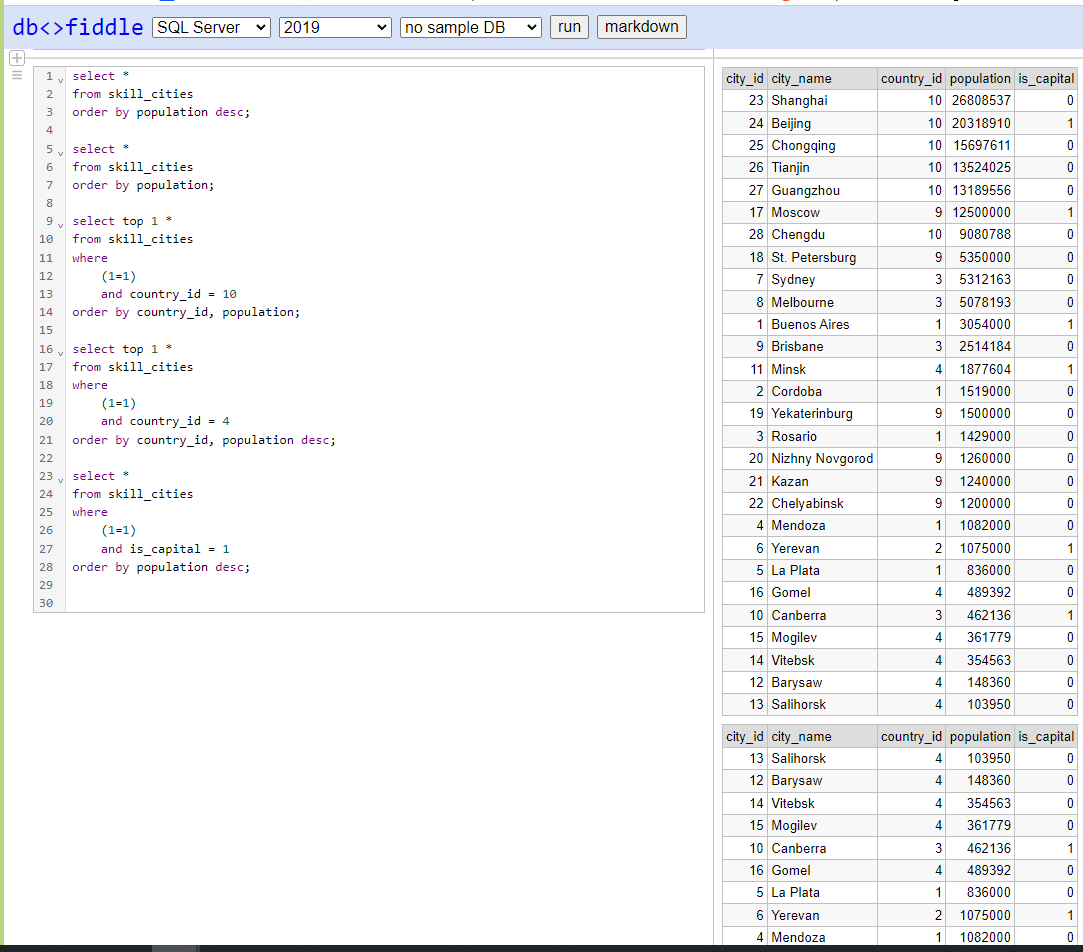 db<>fiddle SQL Server 2019 no sample DB run markdown
1 select *
2 from skill_cities
3 order by population desc;
4
5 select *
6 from skill_cities
7 order by population;
8
9 select top 1 *
10 from skill_cities
11 where
12 (1=1)
13 and country_id = 10
14 order by country_id, population;
15
16 select top 1 *
17 from skill_cities
18 where
19 (1=1)
20 and country_id = 4
21 order by country_id, population desc;
22
23 select *
24 from skill_cities
25 where
26 (1=1)
27 and is_capital = 1
28 order by population desc;
29
30
city_id city_name country_id population is_capital
23 Shanghai 10 26808537 0
24 Beijing 10 20318910 1
25 Chongqing 10 15697611 0
26 Tianjin 10 13524025 0
27 Guangzhou 10 13189556 0
17 Moscow 9 12500000 1
28 Chengdu 10 9080788 0
18 St. Petersburg 9 5350000 0
7 Sydney 3 5312163 0
8 Melbourne 3 5078193 0
1 Buenos Aires 1 3054000 1
9 Brisbane 3 2514184 0
11 Minsk 4 1877604 1
2 Cordoba 1 1519000 0
19 Yekaterinburg 9 1500000 0
3 Rosario 1 1429000 0
20 Nizhny Novgorod 9 1260000 0
21 Kazan 9 1240000 0
22 Chelyabinsk 9 1200000 0
4 Mendoza 1 1082000 0
6 Yerevan 2 1075000 1
5 La Plata 1 836000 0
16 Gomel 4 489392 0
10 Canberra 3 462136 1
15 Mogilev 4 361779 0
14 Vitebsk 4 354563 0
12 Barysaw 4 148360 0
13 Salihorsk 4 103950 0
city_id city_name country_id population is_capital
13 Salihorsk 4 103950 0
12 Barysaw 4 148360 0
14 Vitebsk 4 354563 0
15 Mogilev 4 361779 0
10 Canberra 3 462136 1
16 Gomel 4 489392 0
5 La Plata 1 836000 0
6 Yerevan 2 1075000 1
4 Mendoza 1 1082000 0